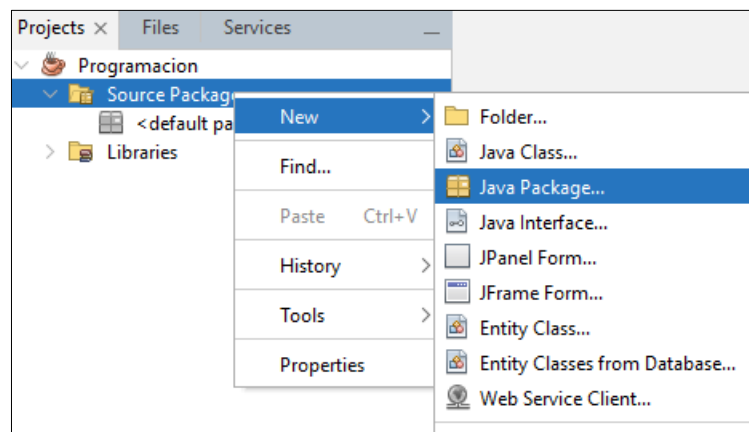 Projects × Files Services
Programacion
Source Packag
<default pa
Libraries
New
Find...
Paste Ctrl+V
History
Tools
Properties
Folder...
Java Class...
Java Package...
Java Interface...
JPanel Form...
JFrame Form...
Entity Class...
Entity Classes from Database...
Web Service Client...